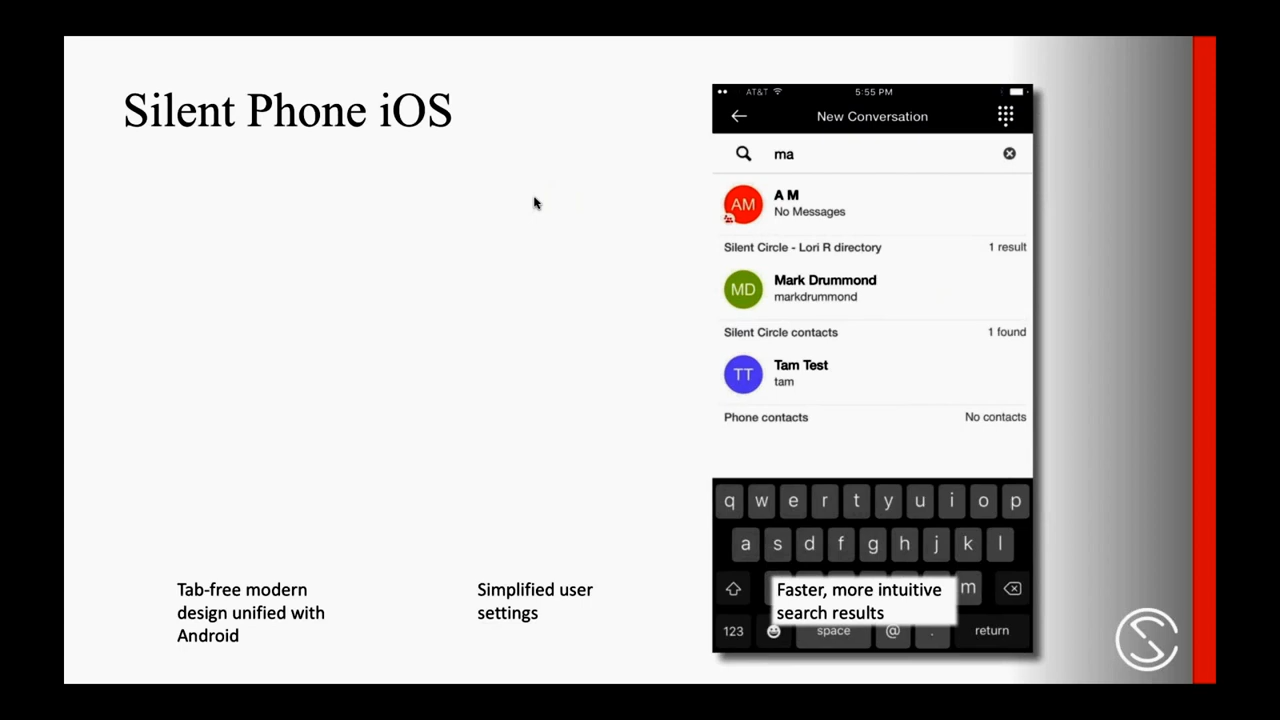 Silent Phone iOS
AT&T 5:55 PM
New Conversation
ma
AM
A M
No Messages
Silent Circle - Lori R directory 1 result
MD
Mark Drummond
markdrummond
Silent Circle contacts 1 found
TT
Tam Test
tam
Phone contacts No contacts
q w e r t y u i o p
a s d f g h j k l
m
123 space @ . return
Tab-free modern
design unified with
Android
Simplified user
settings
Faster, more intuitive
search results